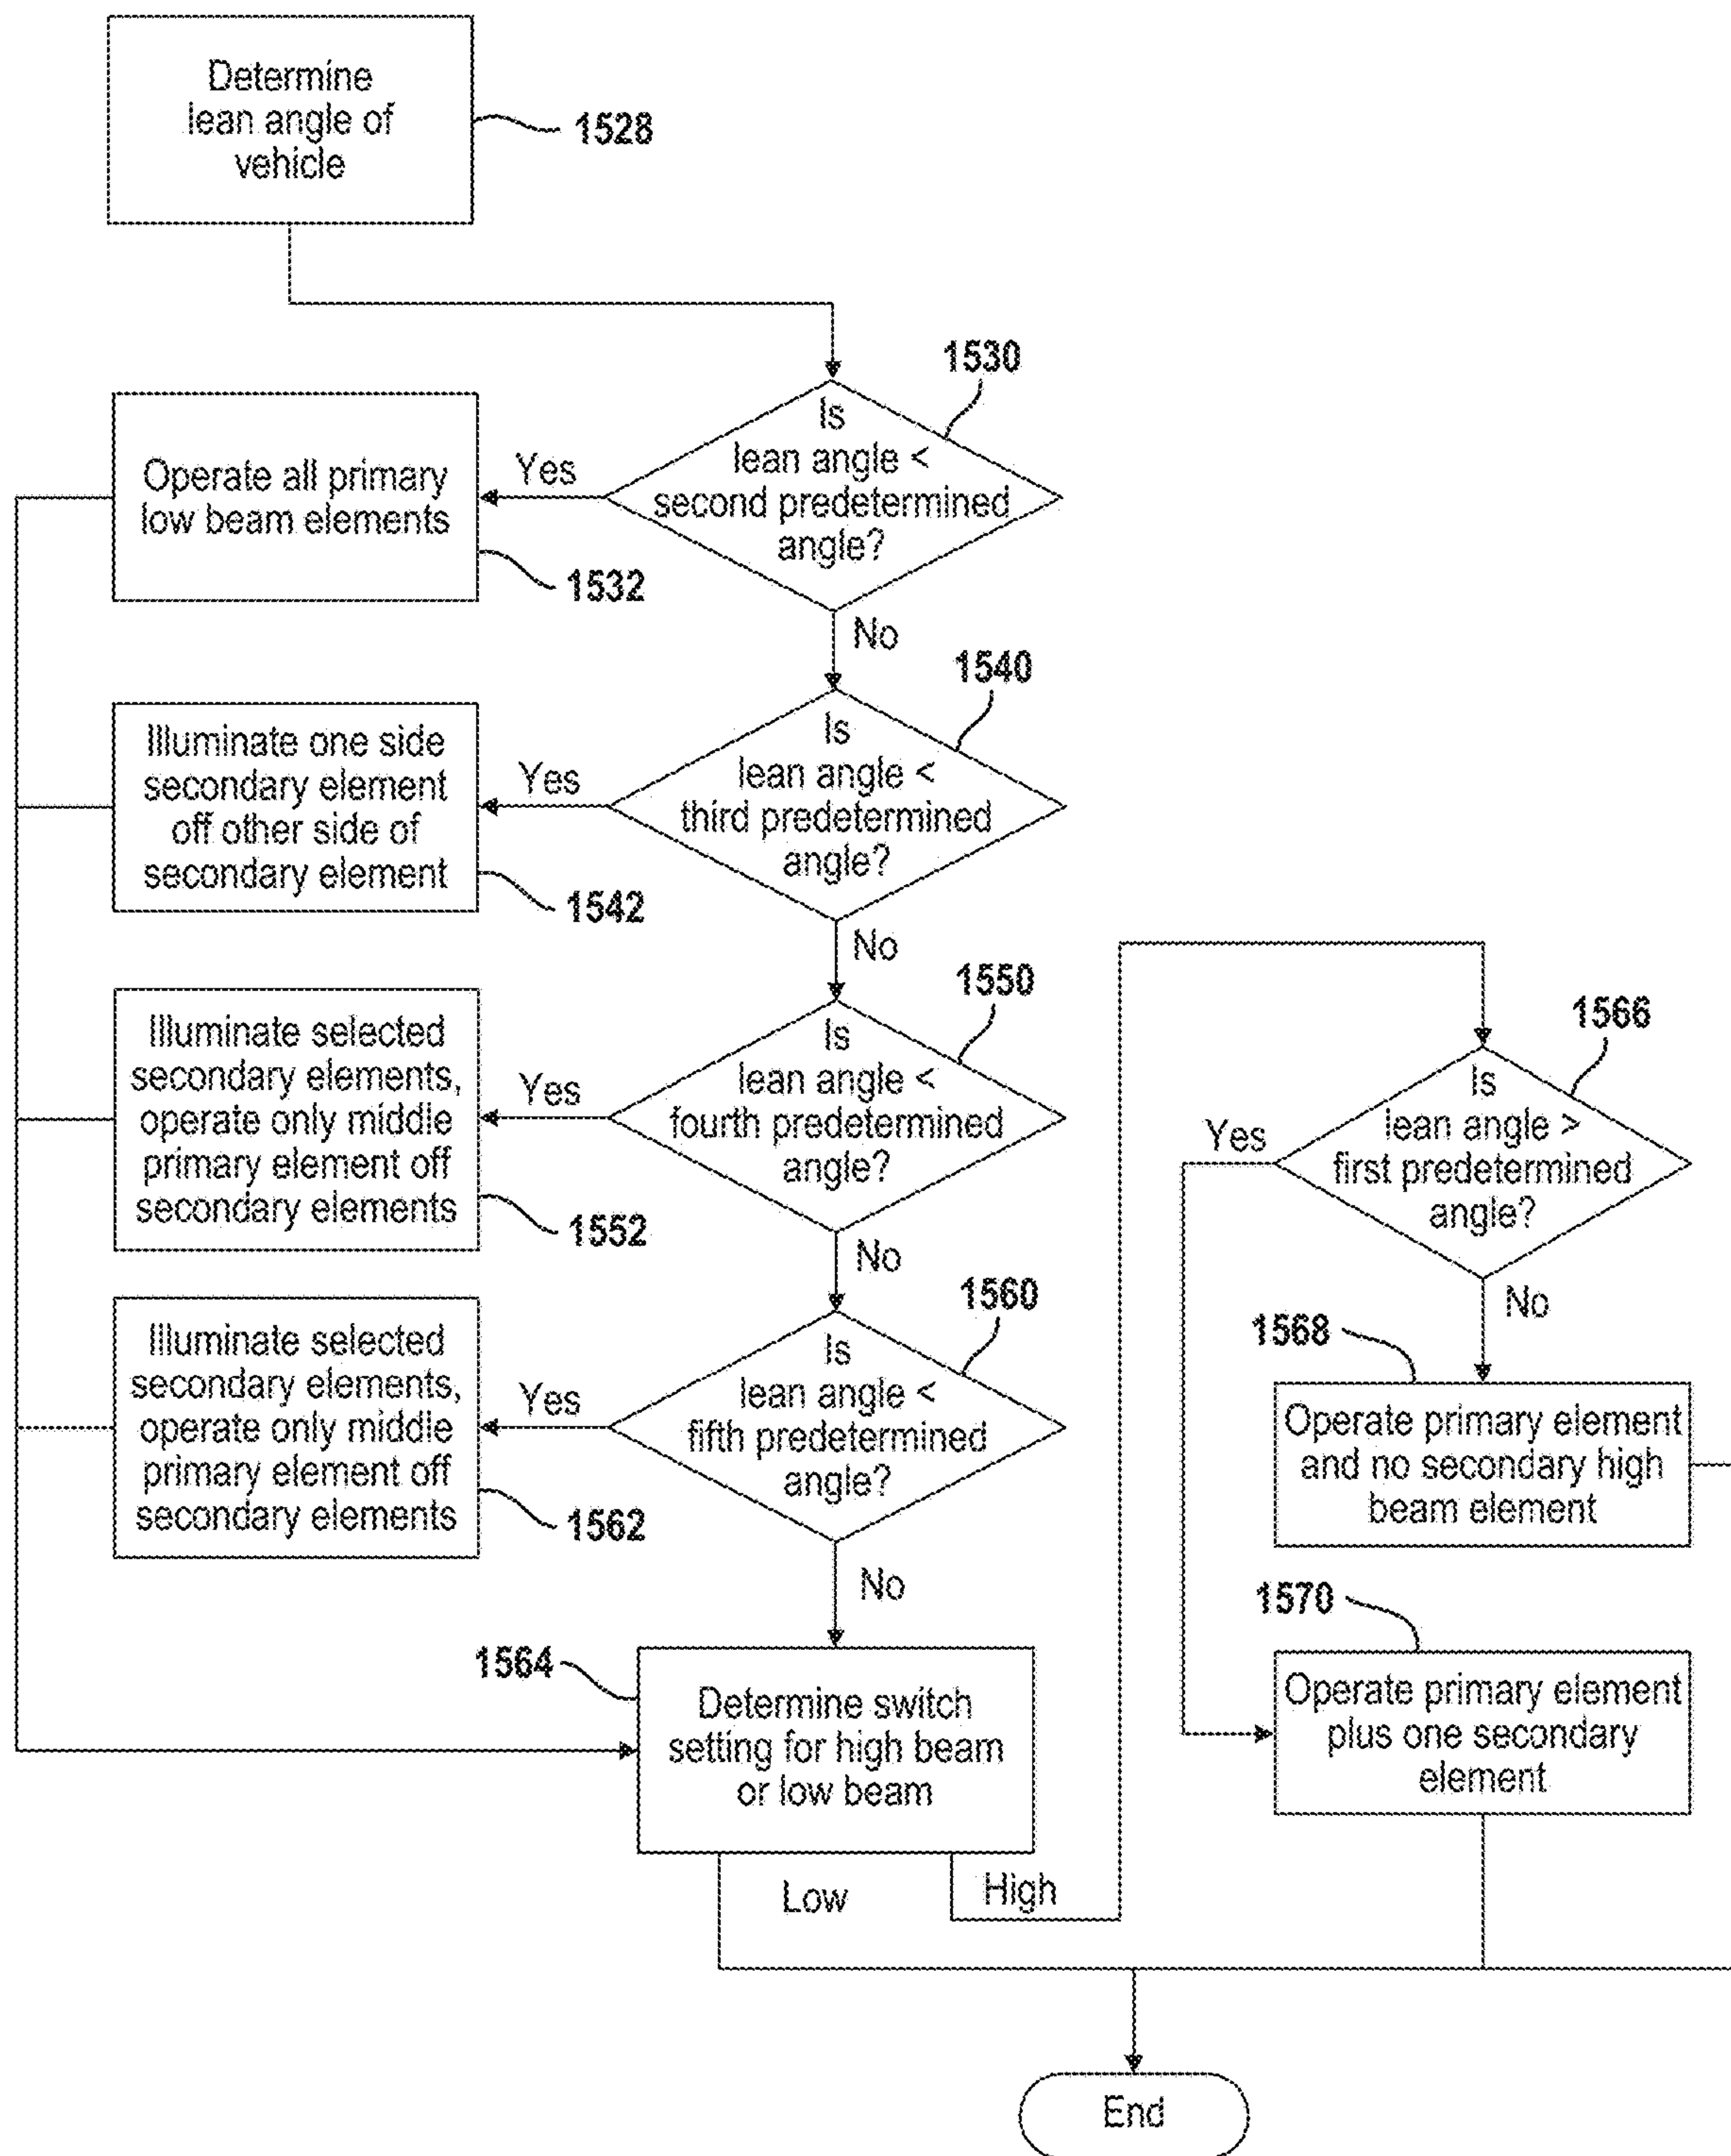 Determine
lean angle of
vehicle
1528
1530
Is
lean angle <
second predetermined
angle?
Yes
Operate all primary
low beam elements
1532
No
1540
Is
lean angle <
third predetermined
angle?
Yes
Illuminate one side
secondary element
off other side of
secondary element
1542
No
1550
Is
lean angle <
fourth predetermined
angle?
Yes
Illuminate selected
secondary elements,
operate only middle
primary element off
secondary elements
1552
No
1560
Is
lean angle <
fifth predetermined
angle?
Yes
Illuminate selected
secondary elements,
operate only middle
primary element off
secondary elements
1562
No
1564
Determine switch
setting for high beam
or low beam
Low
High
1566
Is
lean angle >
first predetermined
angle?
Yes
No
1568
Operate primary element
and no secondary high
beam element
1570
Operate primary element
plus one secondary
element
End